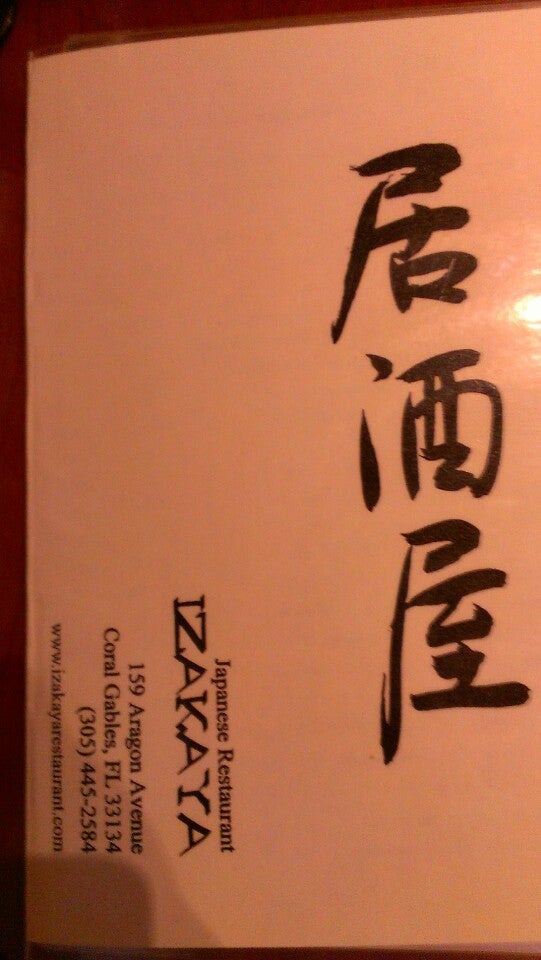 居酒屋
Japanese Restaurant
IZAKAYA
159 Aragon Avenue
Coral Gables, FL 33134
(305) 445-2584
www.izakayarestaurant.com